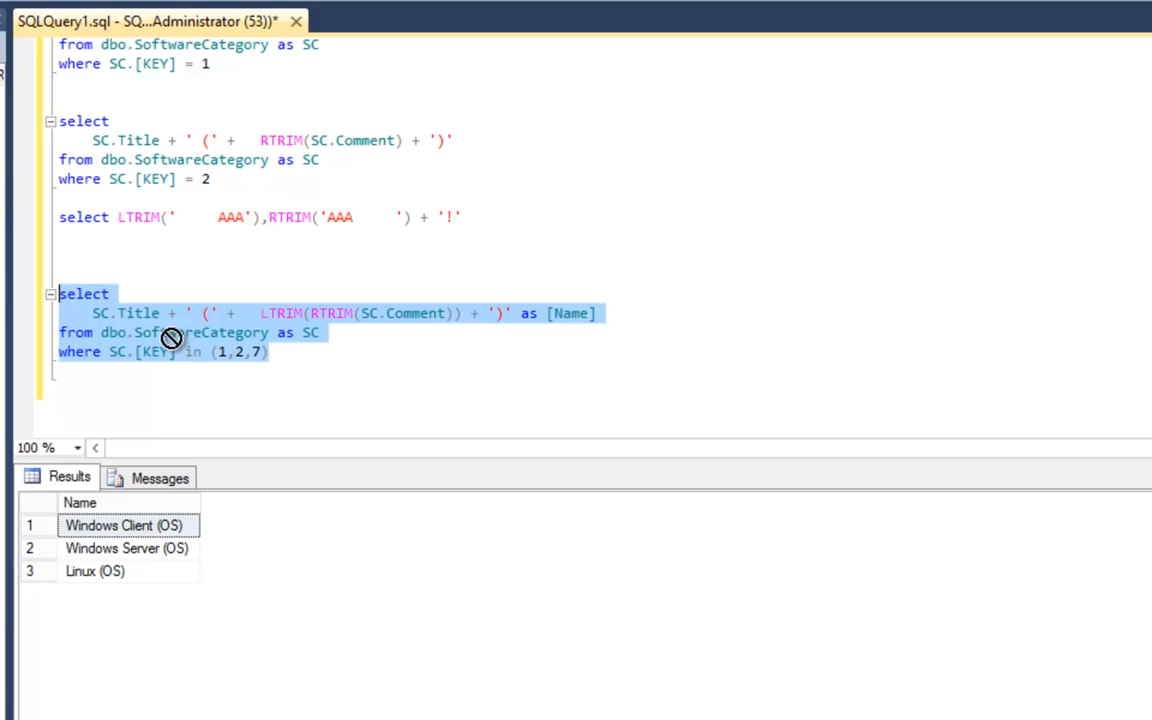 SQLQuery1.sql - SQ...Administrator (53))*
from dbo.SoftwareCategory as SC
where SC.[KEY] = 1
select
SC.Title + ' (' +   RTRIM(SC.Comment) + ')'
from dbo.SoftwareCategory as SC
where SC.[KEY] = 2
select LTRIM('     AAA'),RTRIM('AAA     ') + '!'
select
SC.Title + ' (' +   LTRIM(RTRIM(SC.Comment)) + ')' as [Name]
from dbo.SoftwareCategory as SC
where SC.[KEY] in (1,2,7)
100 %
Results
Messages
Name
1 Windows Client (OS)
2 Windows Server (OS)
3 Linux (OS)